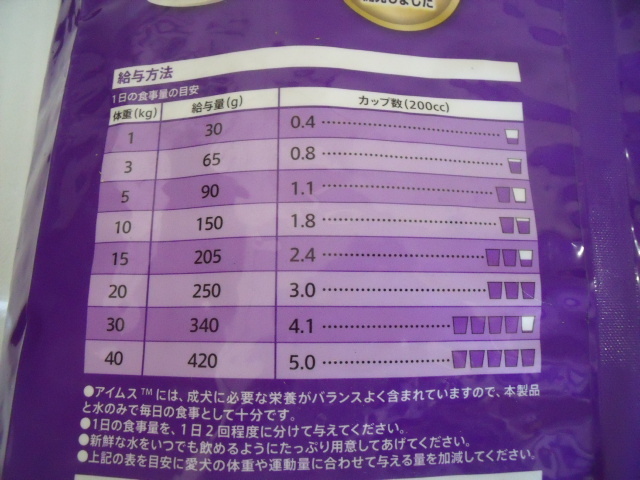 給与方法
1日の食事量の目安
体重(kg) 給与量(g) カップ数(200cc)
1 30 0.4
3 65 0.8
5 90 1.1
10 150 1.8
15 205 2.4
20 250 3.0
30 340 4.1
40 420 5.0
●アイムス™には、成犬に必要な栄養がバランスよく含まれていますので、本製品
と水のみで毎日の食事として十分です。
●1日の食事量を、1日2回程度に分けて与えてください。
●新鮮な水をいつでも飲めるようにたっぷり用意してあげてください。
●上記の表を目安に愛犬の体重や運動量に合わせて与える量を加減してください。